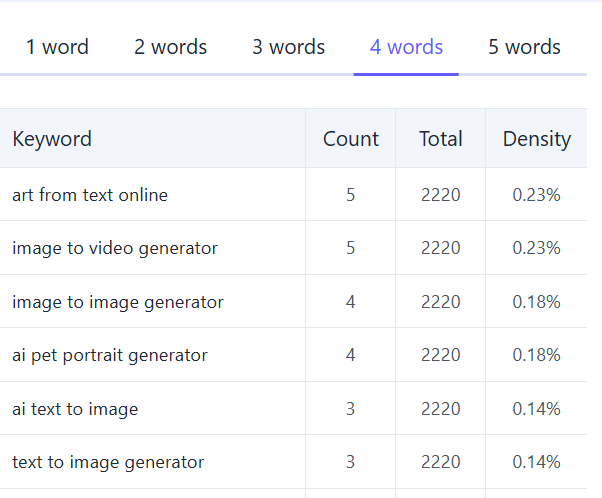 1 word 2 words 3 words 4 words 5 words
Keyword Count Total Density
art from text online 5 2220 0.23%
image to video generator 5 2220 0.23%
image to image generator 4 2220 0.18%
ai pet portrait generator 4 2220 0.18%
ai text to image 3 2220 0.14%
text to image generator 3 2220 0.14%